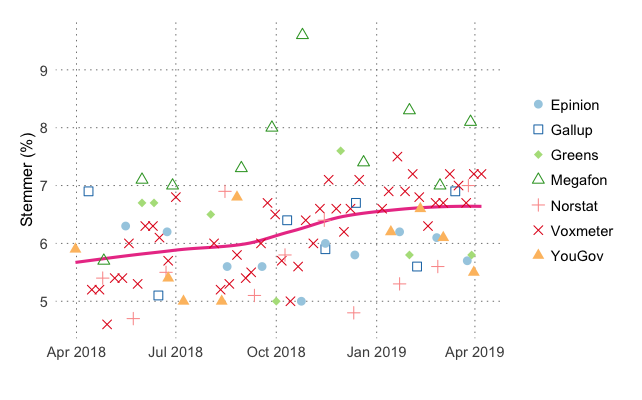 Stemmer (%)
9
8
7
6
5
Apr 2018
Jul 2018
Oct 2018
Jan 2019
Apr 2019
Epinion
Gallup
Greens
Megafon
Norstat
Voxmeter
YouGov